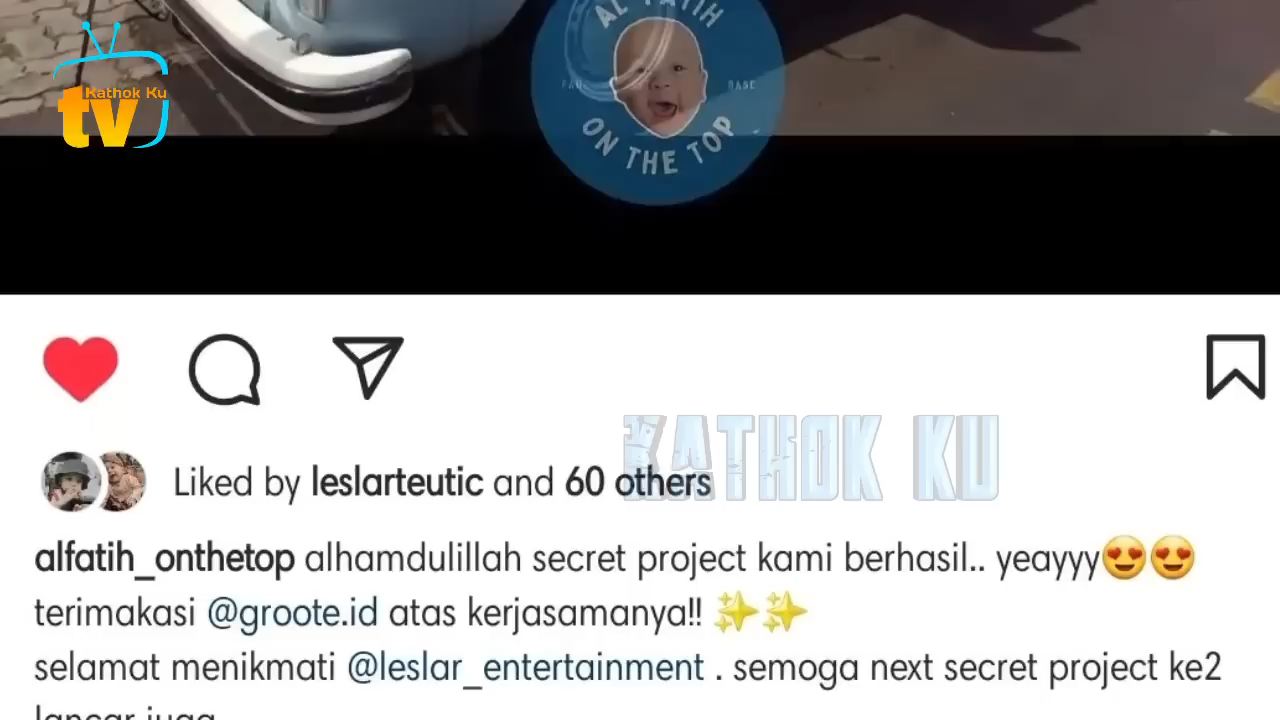 Kathok Ku
tv
AL FATIH
FAN BASE
ON THE TOP
KATHOK KU
Liked by leslarteutic and 60 others
alfatih_onthetop alhamdulillah secret project kami berhasil.. yeayyy😍😍
terimakasi @groote.id atas kerjasamanya!! ✨✨
selamat menikmati @leslar_entertainment . semoga next secret project ke2
lancar juga